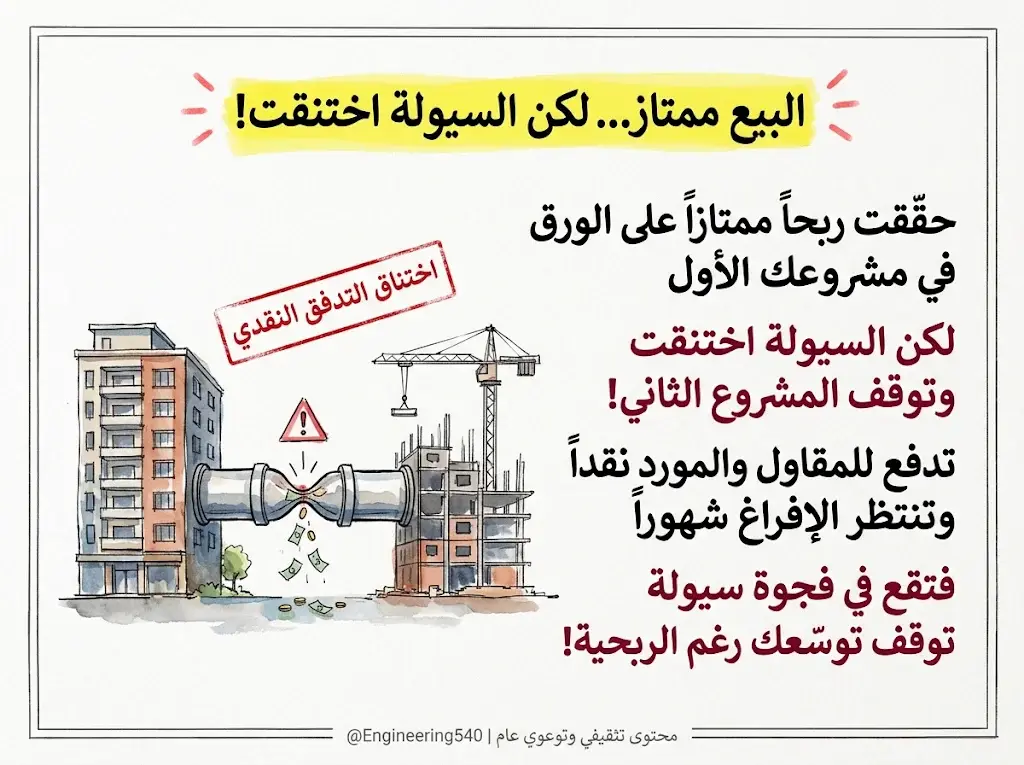 البيع ممتاز... لكن السيولة اختنقت!
حقّقت ربحاً ممتازاً على الورق
في مشروعك الأول
اختناق التدفق النقدي
لكن السيولة اختنقت
وتوقف المشروع الثاني!
تدفع للمقاول والمورد نقداً
وتنتظر الإفراغ شهوراً
فتقع في فجوة سيولة
توقف توسّعك رغم الربحية!
محتوى تثقيفي وتوعوي عام | @Engineering540